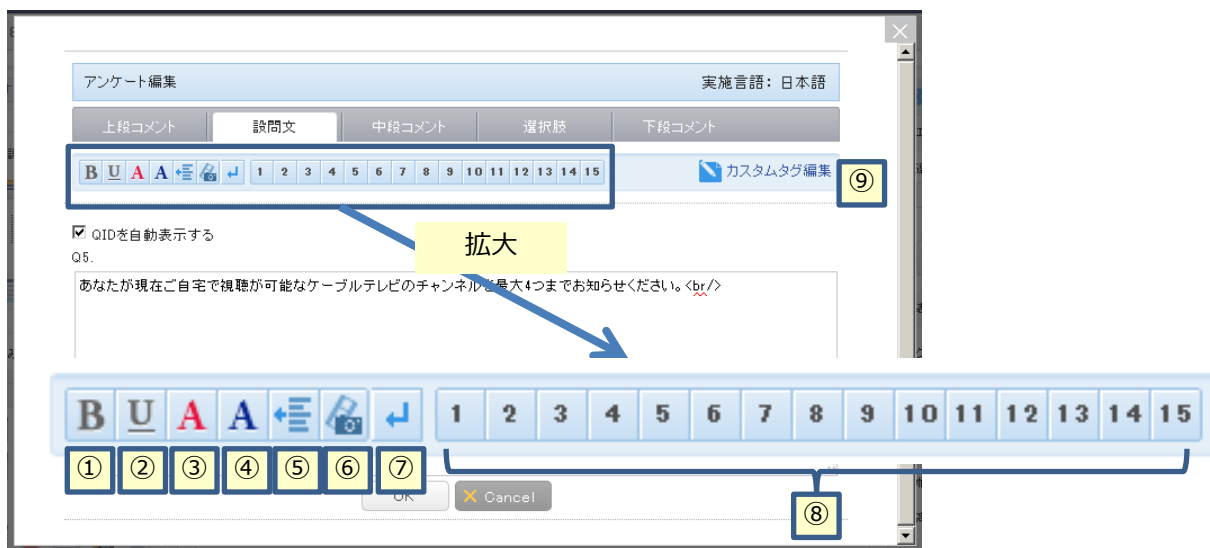 アンケート編集 実施言語: 日本語
上段コメント 設問文 中段コメント 選択肢 下段コメント
B U A A 1 2 3 4 5 6 7 8 9 10 11 12 13 14 15 カスタムタグ編集 ⑨
QIDを自動表示する
拡大
Q5.
あなたが現在ご自宅で視聴が可能なケーブルテレビのチャンネルを最大4つまでお知らせください。<br/>
B U A A 1 2 3 4 5 6 7 8 9 10 11 12 13 14 15
① ② ③ ④ ⑤ ⑥ ⑦
OK Cancel
⑧